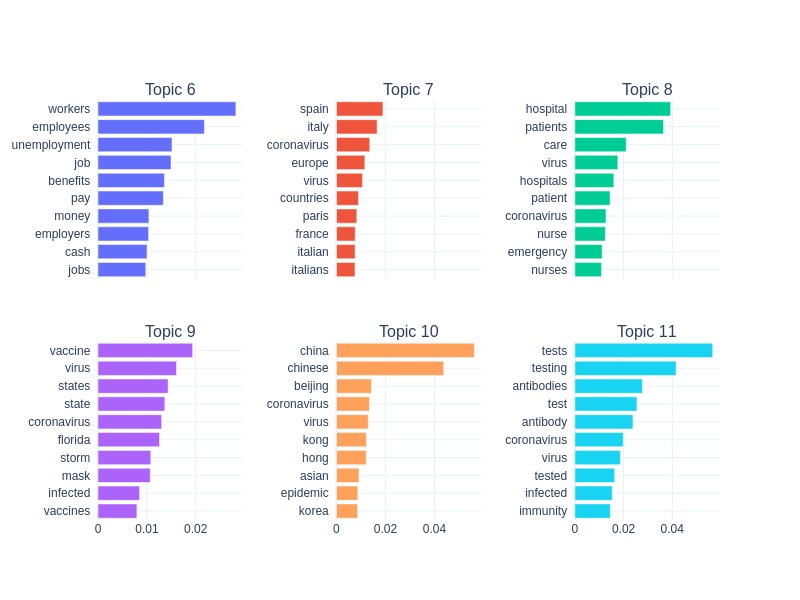 Topic 6
workers
employees
unemployment
job
benefits
pay
money
employers
cash
jobs
Topic 7
spain
italy
coronavirus
europe
virus
countries
paris
france
italian
italians
Topic 8
hospital
patients
care
virus
hospitals
patient
coronavirus
nurse
emergency
nurses
Topic 9
vaccine
virus
states
state
coronavirus
florida
storm
mask
infected
vaccines
0 0.01 0.02
Topic 10
china
chinese
beijing
coronavirus
virus
kong
hong
asian
epidemic
korea
0 0.02 0.04
Topic 11
tests
testing
antibodies
test
antibody
coronavirus
virus
tested
infected
immunity
0 0.02 0.04